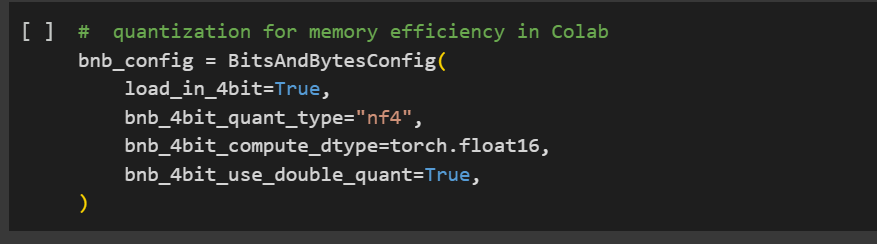 [ ] #  quantization for memory efficiency in Colab
bnb_config = BitsAndBytesConfig(
    load_in_4bit=True,
    bnb_4bit_quant_type="nf4",
    bnb_4bit_compute_dtype=torch.float16,
    bnb_4bit_use_double_quant=True,
)